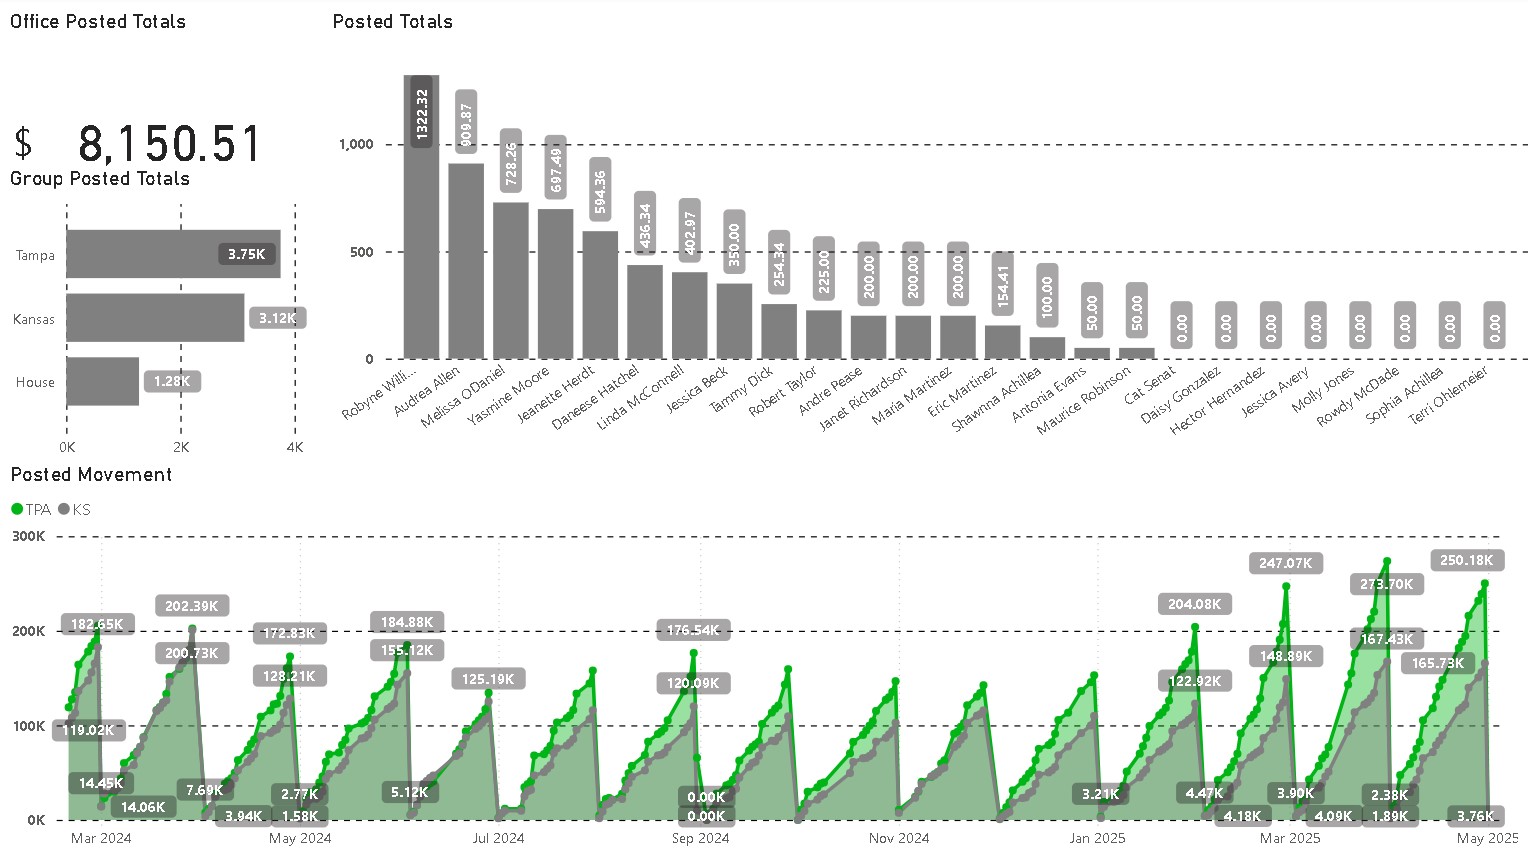 Office Posted Totals
$ 8,150.51
Group Posted Totals
Tampa 3.75K
Kansas 3.12K
House 1.28K
0K 2K 4K
Posted Totals
1,000
500
0
1322.32
909.87
728.26
697.49
594.36
436.34
402.97
350.00
254.34
225.00
200.00
200.00
200.00
154.41
100.00
50.00
50.00
0.00
0.00
0.00
0.00
0.00
0.00
0.00
0.00
Robyne Willi...
Audrea Allen
Melissa O'Daniel
Yasmine Moore
Jeanette Herdt
Daneese Hatchel
Linda McConnell
Jessica Beck
Tammy Dick
Robert Taylor
Andre Pease
Janet Richardson
Maria Martinez
Eric Martinez
Shawnna Achillea
Antonia Evans
Maurice Robinson
Cat Senat
Daisy Gonzalez
Hector Hernandez
Jessica Avery
Molly Jones
Rowdy McDade
Sophia Achillea
Terri Ohlemeier
Posted Movement
TPA KS
300K
200K
100K
0K
182.65K
119.02K
14.45K
14.06K
202.39K
200.73K
7.69K
3.94K
172.83K
128.21K
2.77K
1.58K
184.88K
155.12K
5.12K
125.19K
176.54K
120.09K
0.00K
0.00K
3.21K
204.08K
122.92K
4.47K
4.18K
247.07K
148.89K
3.90K
4.09K
273.70K
167.43K
2.38K
1.89K
250.18K
165.73K
3.76K
Mar 2024 May 2024 Jul 2024 Sep 2024 Nov 2024 Jan 2025 Mar 2025 May 2025